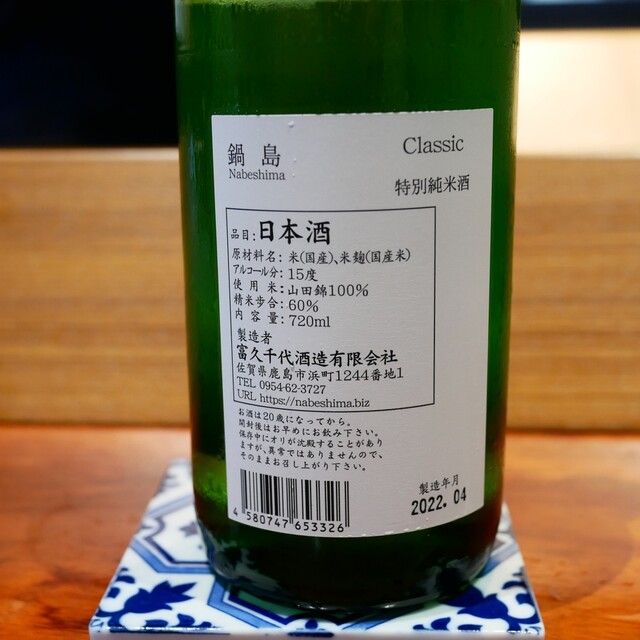 鍋島
Nabeshima
Classic
特別純米酒
品目:日本酒
原材料名:米(国産)、米麹(国産米)
アルコール分:15度
使用米:山田錦100%
精米歩合:60%
内容量:720ml
製造者
富久千代酒造有限会社
佐賀県鹿島市浜町1244番地1
TEL 0954-62-3727
URL https://nabeshima.biz
お酒は20歳になってから。
開封後はお早めにお飲み下さい。
保存中にオリが沈殿することがあり
ますが、異常ではありませんので、
そのままお召し上がり下さい。
4 580747 653326
製造年月
2022.04